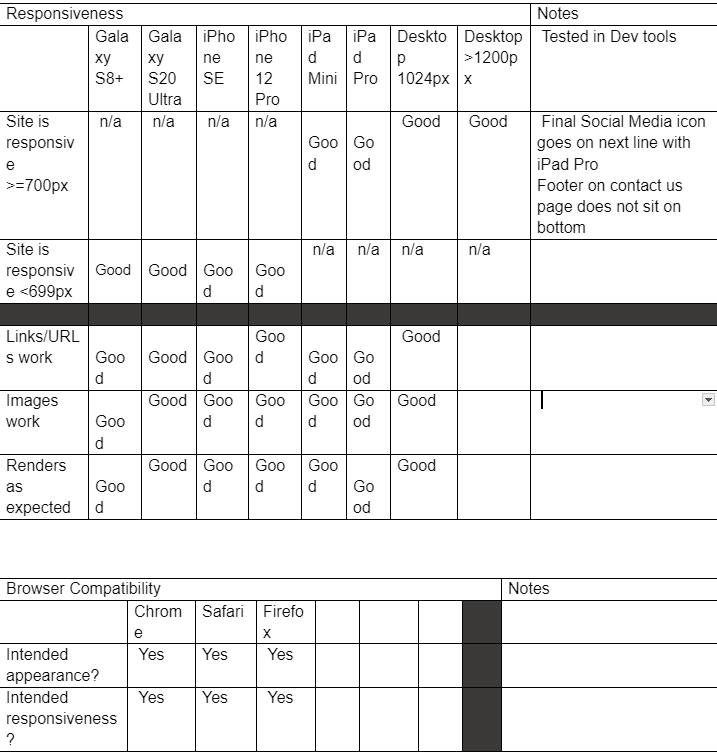 Responsiveness Notes
Galaxy S8+ Galaxy S20 Ultra iPhone SE iPhone 12 Pro iPad Mini iPad Pro Desktop 1024px Desktop >1200px Tested in Dev tools
Site is responsive >=700px n/a n/a n/a n/a Good Good Good Good Final Social Media icon
goes on next line with
iPad Pro
Footer on contact us
page does not sit on
bottom
Site is responsive <699px Good Good Good Good n/a n/a n/a n/a
Links/URLs work Good Good Good Good Good Good Good
Images work Good Good Good Good Good Good Good
Renders as expected Good Good Good Good Good Good Good
Browser Compatibility Notes
Chrome Safari Firefox
Intended appearance? Yes Yes Yes
Intended responsiveness? Yes Yes Yes